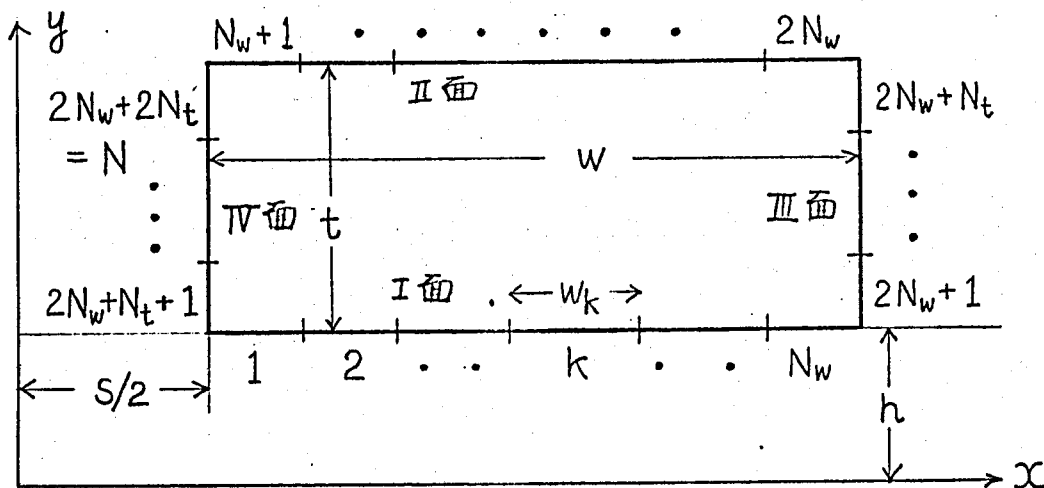 y
N_w+1 • • • • • • 2N_w
II面
2N_w+2N_t
= N
2N_w+N_t
W
IV面
t
III面
I面
W_k
2N_w+N_t+1
2N_w+1
1 2 • • k • • N_w
S/2
h
x